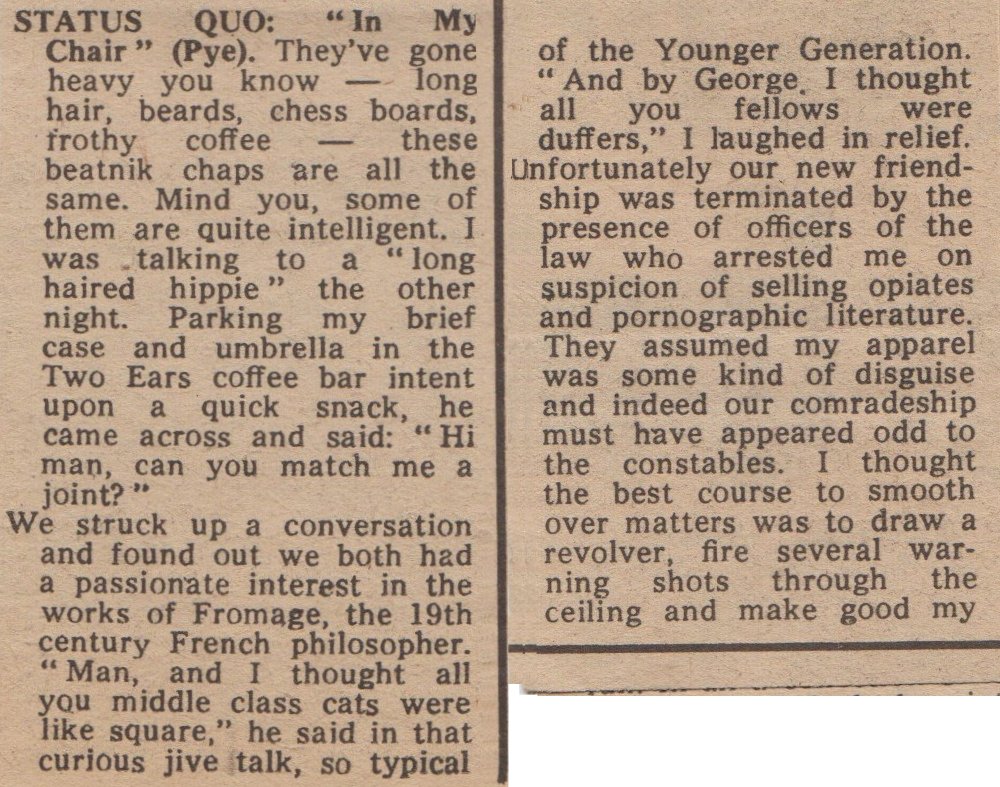 STATUS QUO: “In My
Chair” (Pye). They've gone
heavy you know — long
hair, beards, chess boards,
frothy coffee — these
beatnik chaps are all the
same. Mind you, some of
them are quite intelligent. I
was talking to a “long
haired hippie” the other
night. Parking my brief
case and umbrella in the
Two Ears coffee bar intent
upon a quick snack, he
came across and said: “Hi
man, can you match me a
joint?”
We struck up a conversation
and found out we both had
a passionate interest in the
works of Fromage, the 19th
century French philosopher.
“Man, and I thought all
you middle class cats were
like square,” he said in that
curious jive talk, so typical
of the Younger Generation.
“And by George. I thought
all you fellows were
duffers,” I laughed in relief.
Unfortunately our new friend-
ship was terminated by the
presence of officers of the
law who arrested me on
suspicion of selling opiates
and pornographic literature.
They assumed my apparel
was some kind of disguise
and indeed our comradeship
must have appeared odd to
the constables. I thought
the best course to smooth
over matters was to draw a
revolver, fire several war-
ning shots through the
ceiling and make good my